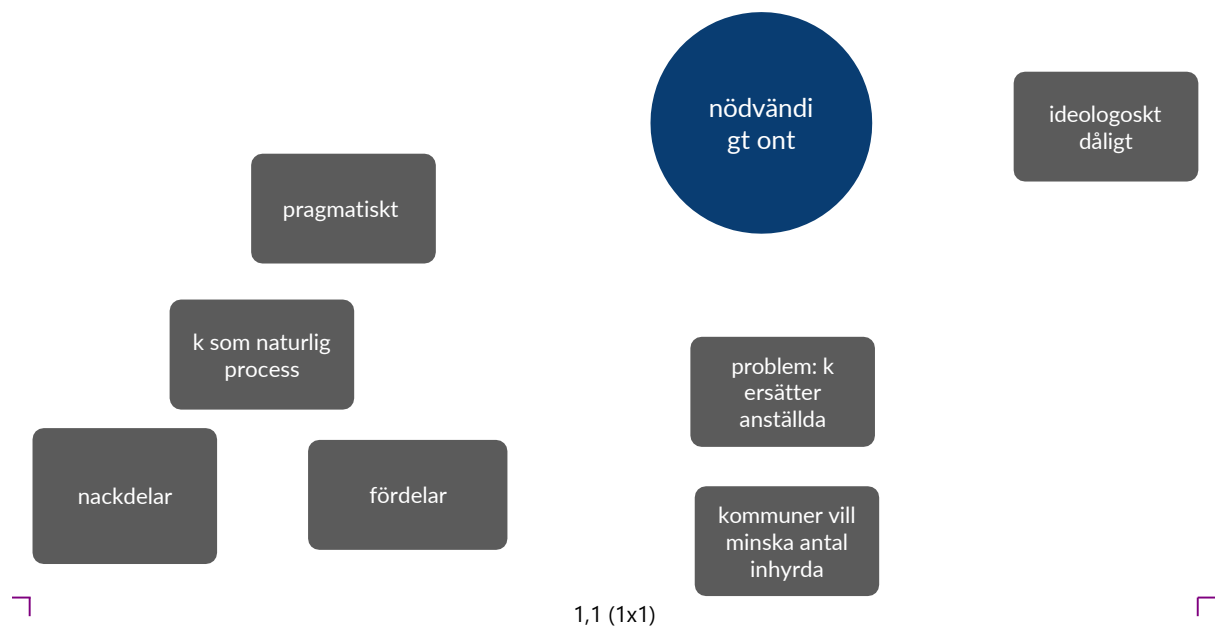 nödvändi
gt ont
ideologoskt
dåligt
pragmatiskt
k som naturlig
process
problem: k
ersätter
anställda
nackdelar
fördelar
kommuner vill
minska antal
inhyrda
1,1 (1x1)